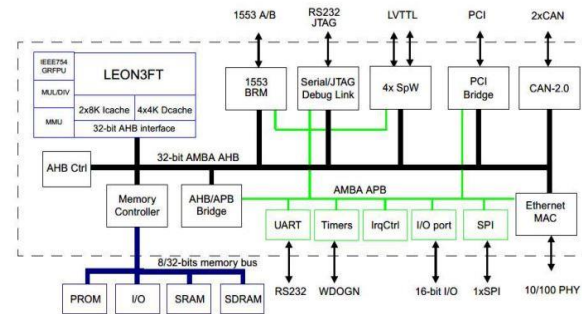 1553 A/B
RS232
JTAG
LVTTL
PCI
2xCAN
IEEE754
GRFPU
LEON3FT
MUL/DIV
2x8K Icache
4x4K Dcache
MMU
32-bit AHB interface
1553
BRM
Serial/JTAG
Debug Link
4x SpW
PCI
Bridge
CAN-2.0
AHB Ctrl
32-bit AMBA AHB
Memory
Controller
AHB/APB
Bridge
AMBA APB
Ethernet
MAC
UART
Timers
IrqCtrl
I/O port
SPI
8/32-bits memory bus
RS232
WDOGN
16-bit I/O
1xSPI
10/100 PHY
PROM
I/O
SRAM
SDRAM